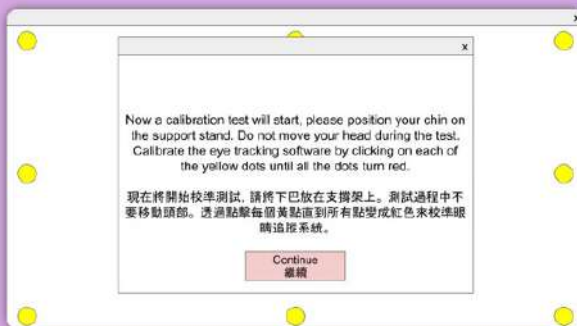 x
x
Now a calibration test will start, please position your chin on
the support stand. Do not move your head during the test.
Calibrate the eye tracking software by clicking on each of
the yellow dots until all the dots turn red.
現在將開始校準測試, 請將下巴放在支撐架上。測試過程中不
要移動頭部。透過點擊每個黃點直到所有點變成紅色來校準眼
睛追蹤系統。
Continue
繼續